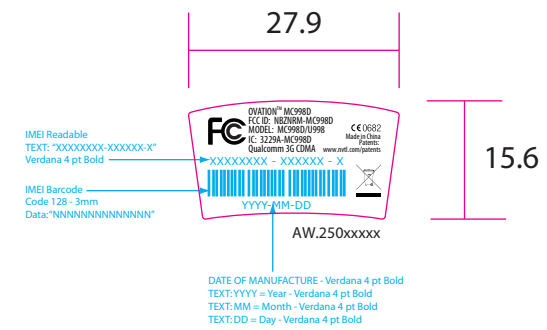 27.9
OVATION™ MC998D
FCC ID: NBZNRM-MC998D
MODEL: MC998D/U998
IC: 3229A-MC998D
Qualcomm 3G CDMA
FC
CE 0682
Made in China
Patents:
www.nvtl.com/patents
XXXXXXXX - XXXXXX - X
YYYY-MM-DD
AW.250xxxxx
15.6
IMEI Readable
TEXT: “XXXXXXXX-XXXXXX-X”
Verdana 4 pt Bold
IMEI Barcode
Code 128 - 3mm
Data:“NNNNNNNNNNNNNN”
DATE OF MANUFACTURE - Verdana 4 pt Bold
TEXT: YYYY = Year - Verdana 4 pt Bold
TEXT: MM = Month - Verdana 4 pt Bold
TEXT: DD = Day - Verdana 4 pt Bold